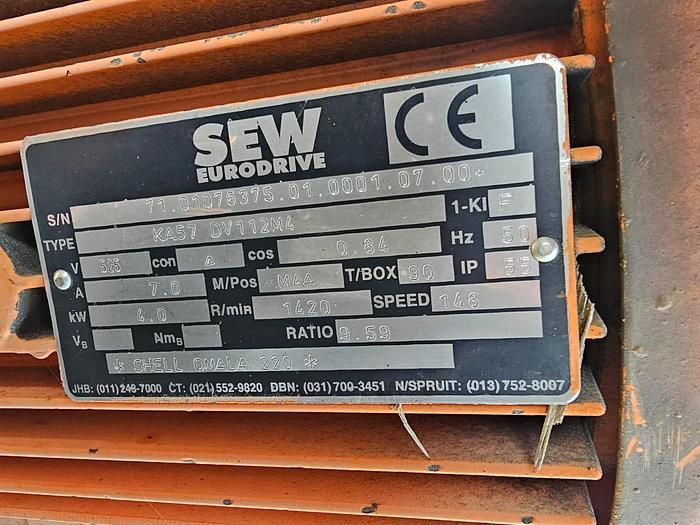 SEW
EURODRIVE
CE
S/N 71.01076375.01.0001.07.00+
TYPE KA57 DV112M4 1-KI F
V 525 con Δ cos 0.84 Hz 50
A 7.0 M/Pos M4A T/BOX 90 IP 55
kW 4.0 R/min 1420 SPEED 148
VB A/mB RATIO 9.59
* SHELL OMALA 220 *
JHB: (011) 248-7000 CT: (021) 552-9820 DBN: (031) 700-3451 N/SPRUIT: (013) 752-8007